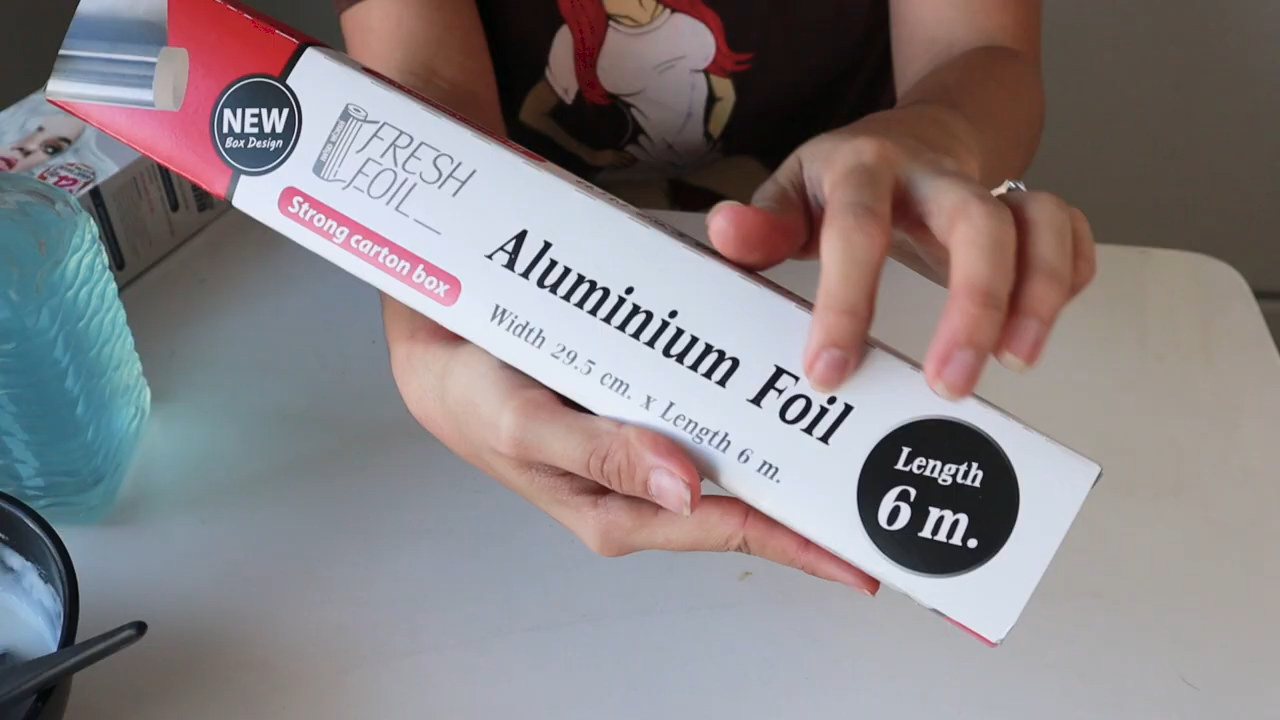 NEW
Box Design
FRESH
FOIL
Strong carton box
Aluminium Foil
Width 29.5 cm. x Length 6 m.
Length
6 m.